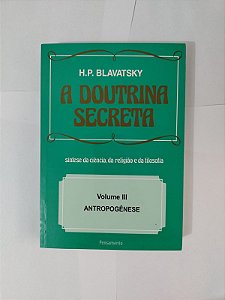 H.P. BLAVATSKY
A DOUTRINA
SECRETA
síntese da ciência, da religião e da filosofia
Volume III
ANTROPOGÊNESE
Pensamento